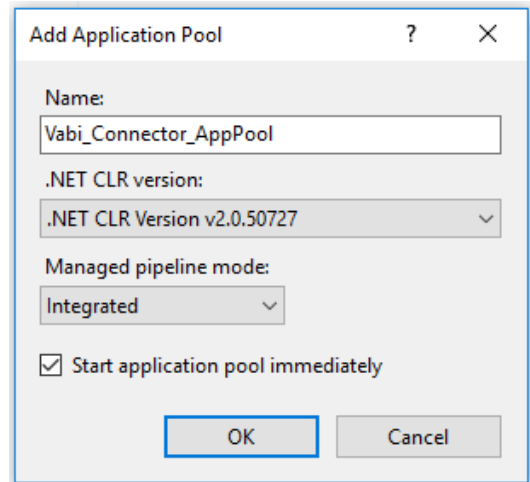 Add Application Pool ?
Name:
Vabi_Connector_AppPool
.NET CLR version:
.NET CLR Version v2.0.50727
Managed pipeline mode:
Integrated
Start application pool immediately
OK Cancel